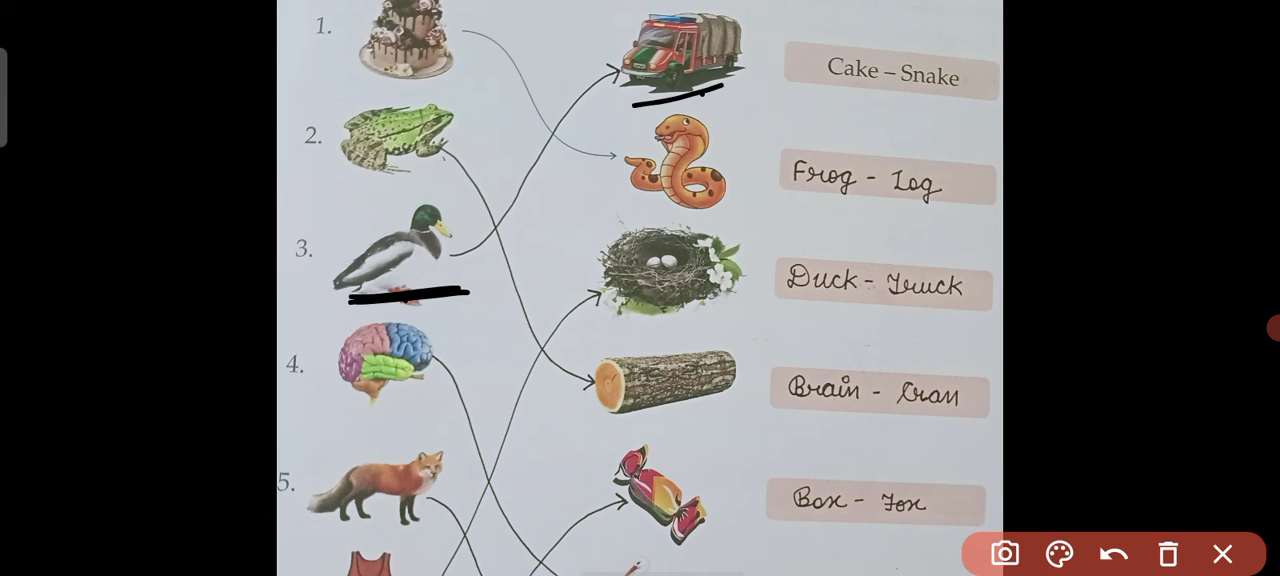 1.
Cake – Snake
2.
Frog - Log
3.
Duck - Truck
4.
Brain -
5.
Box - Fox